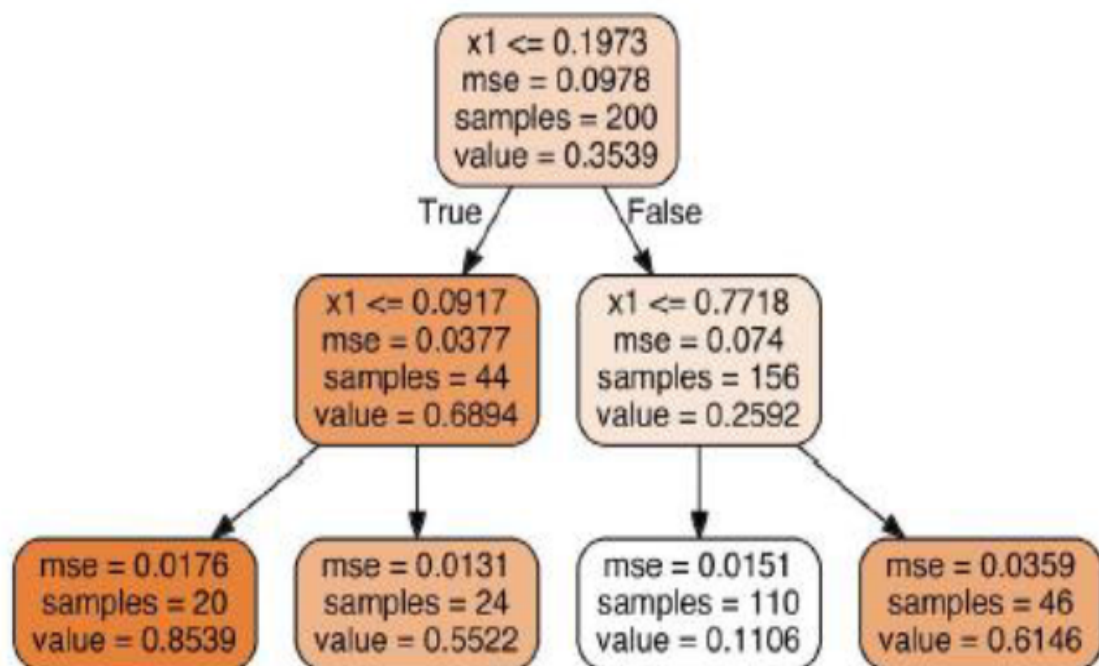 x1 <= 0.1973
mse = 0.0978
samples = 200
value = 0.3539
True
False
x1 <= 0.0917
mse = 0.0377
samples = 44
value = 0.6894
x1 <= 0.7718
mse = 0.074
samples = 156
value = 0.2592
mse = 0.0176
samples = 20
value = 0.8539
mse = 0.0131
samples = 24
value = 0.5522
mse = 0.0151
samples = 110
value = 0.1106
mse = 0.0359
samples = 46
value = 0.6146